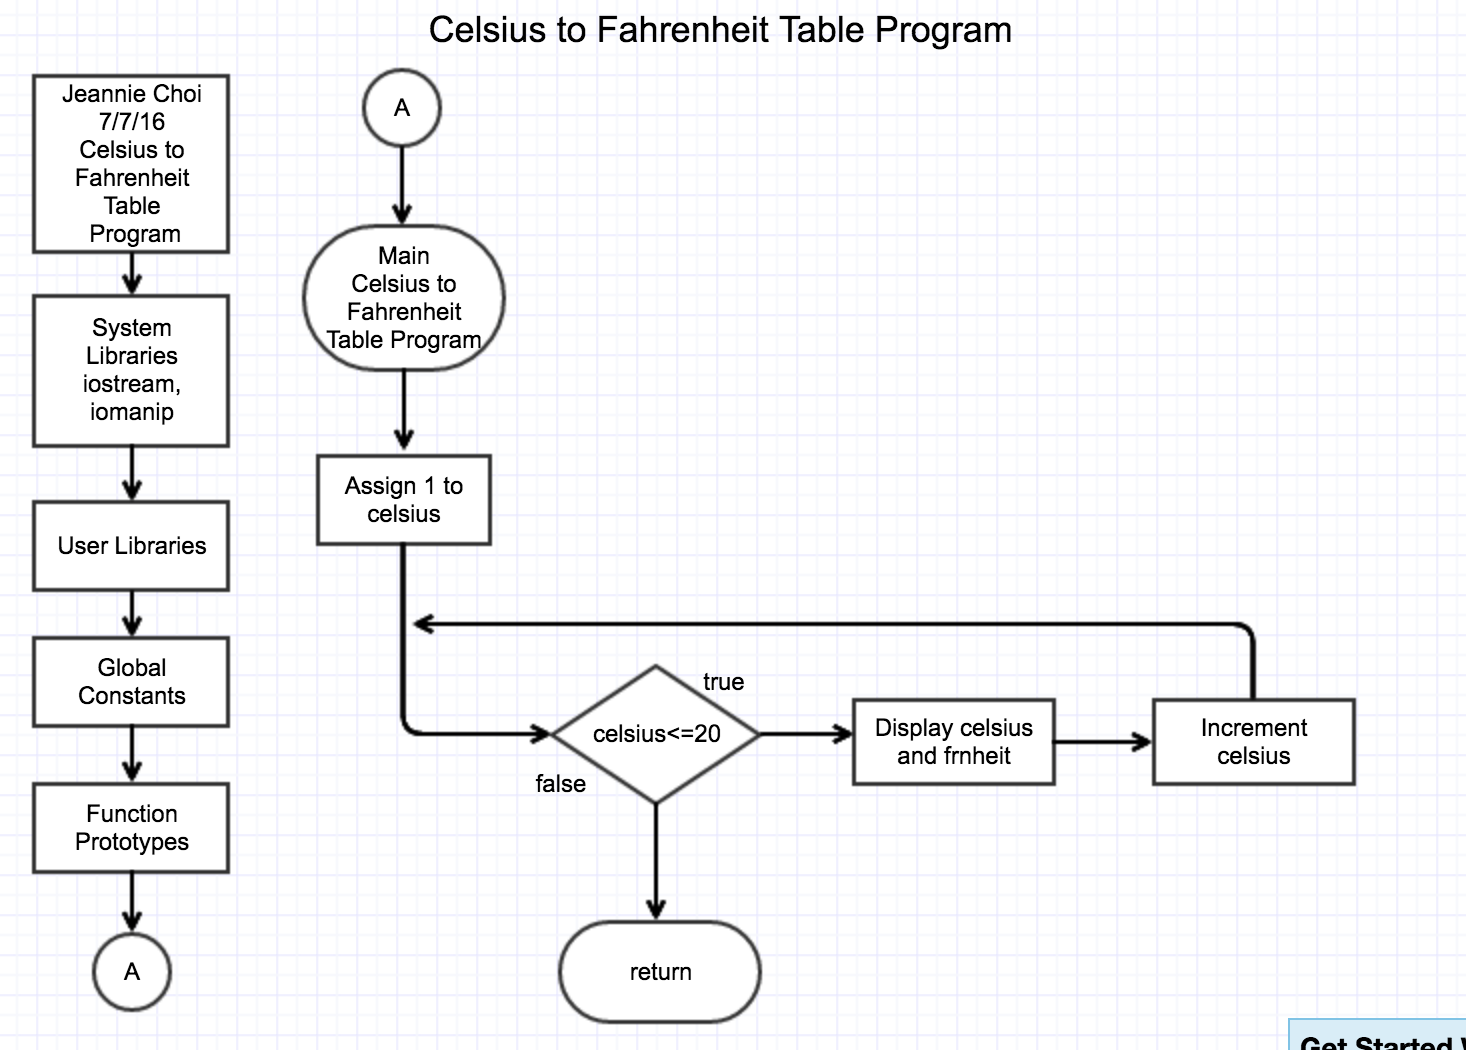 Celsius to Fahrenheit Table Program
Jeannie Choi
7/7/16
Celsius to
Fahrenheit
Table
Program
System
Libraries
iostream,
iomanip
User Libraries
Global
Constants
Function
Prototypes
A
A
Main
Celsius to
Fahrenheit
Table Program
Assign 1 to
celsius
celsius<=20
true
false
Display celsius
and frnheit
Increment
celsius
return
Get Started